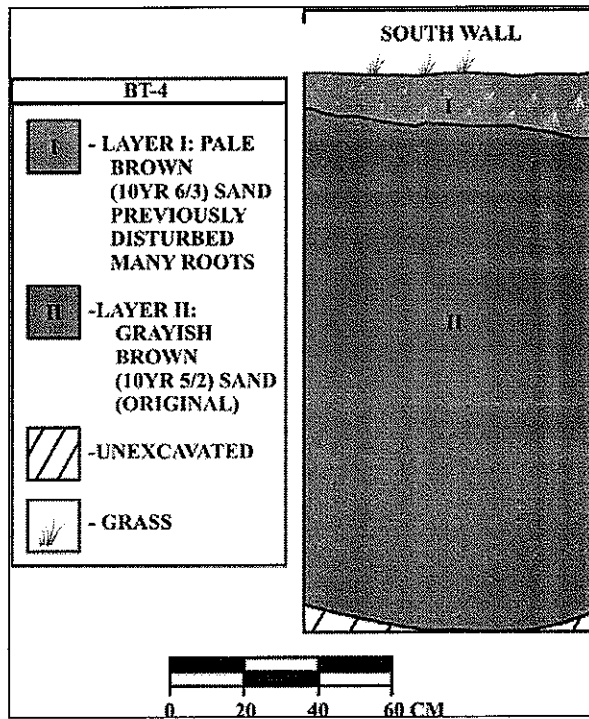 SOUTH WALL
BT-4
I
- LAYER I: PALE
BROWN
(10YR 6/3) SAND
PREVIOUSLY
DISTURBED
MANY ROOTS
II
-LAYER II:
GRAYISH
BROWN
(10YR 5/2) SAND
(ORIGINAL)
-UNEXCAVATED
- GRASS
I
II
0 20 40 60 CM